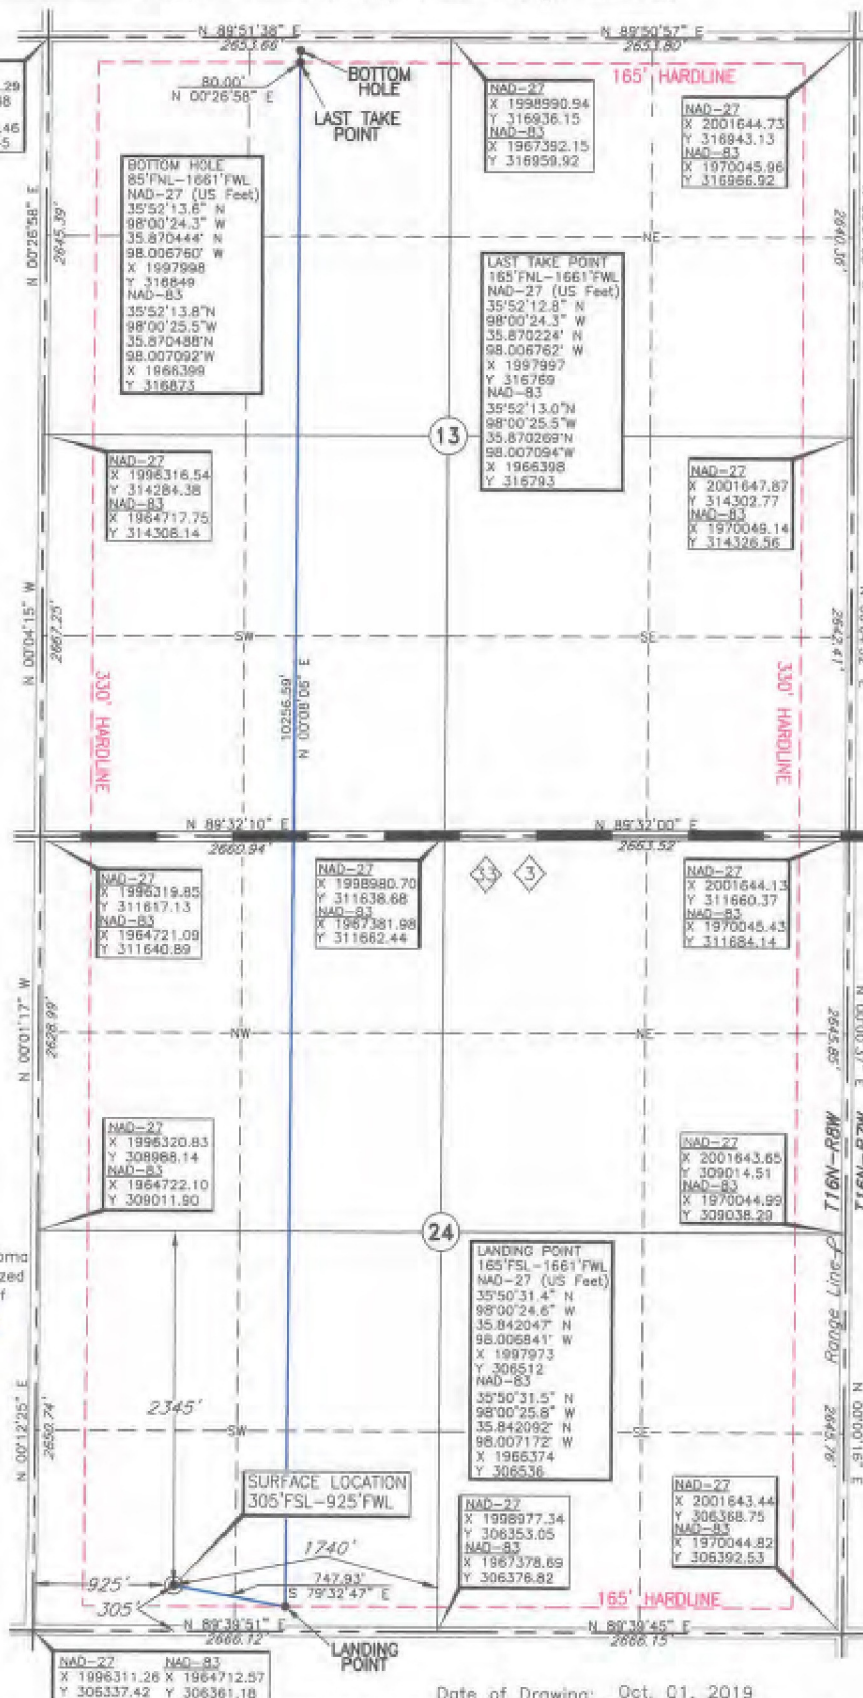 N 89°51'38" E
2653.66'
N 89°50'57" E
2653.80'
80.00'
N 00°26'58" E
BOTTOM
HOLE
LAST TAKE
POINT
165' HARDLINE
NAD-27
X 1998990.94
Y 316936.15
NAD-83
X 1967392.15
Y 316959.92
NAD-27
X 2001644.73
Y 316943.13
NAD-83
X 1970045.96
Y 316966.92
BOTTOM HOLE
85'FNL-1661'FWL
NAD-27 (US Feet)
35°52'13.6" N
98°00'24.3" W
35.870444° N
98.006760° W
X 1997998
Y 316849
NAD-83
35°52'13.8"N
98°00'25.5"W
35.870488°N
98.007092°W
X 1966399
Y 316873
N 00°26'58" E
2645.39'
NE
2640.36'
LAST TAKE POINT
165'FNL-1661'FWL
NAD-27 (US Feet)
35°52'12.8" N
98°00'24.3" W
35.870224° N
98.006762° W
X 1997997
Y 316769
NAD-83
35°52'13.0"N
98°00'25.5"W
35.870269°N
98.007094°W
X 1966398
Y 316793
13
NAD-27
X 1996316.54
Y 314284.38
NAD-83
X 1964717.75
Y 314308.14
NAD-27
X 2001647.87
Y 314302.77
NAD-83
X 1970049.14
Y 314326.56
N 00°04'15" W
2667.25'
SW
SE
2642.41'
330' HARDLINE
10256.59'
N 00°08'05" E
330' HARDLINE
N 89°32'10" E
2660.94'
N 89°32'00" E
2663.52'
NAD-27
X 1996319.85
Y 311617.13
NAD-83
X 1964721.09
Y 311640.89
NAD-27
X 1998980.70
Y 311638.68
NAD-83
X 1967381.98
Y 311662.44
33
3
NAD-27
X 2001644.13
Y 311660.37
NAD-83
X 1970045.43
Y 311684.14
N 00°01'17" W
2628.99'
NW
NE
2645.85'
T16N-R8W
NAD-27
X 1996320.83
Y 308988.14
NAD-83
X 1964722.10
Y 309011.90
NAD-27
X 2001643.65
Y 309014.51
NAD-83
X 1970044.99
Y 309038.29
24
Range Line
LANDING POINT
165'FSL-1661'FWL
NAD-27 (US Feet)
35°50'31.4" N
98°00'24.6" W
35.842047° N
98.006841° W
X 1997973
Y 306512
NAD-83
35°50'31.5" N
98°00'25.8" W
35.842092° N
98.007172° W
X 1966374
Y 306536
N 00°12'25" E
2650.74'
2345'
SW
SE
2645.76'
N 00°00'16" E
SURFACE LOCATION
305'FSL-925'FWL
NAD-27
X 1998977.34
Y 306353.05
NAD-83
X 1967378.69
Y 306376.82
NAD-27
X 2001643.44
Y 306368.75
NAD-83
X 1970044.82
Y 306392.53
1740'
925'
747.93'
S 79°32'47" E
305'
165' HARDLINE
N 89°39'51" E
2666.12'
N 89°39'45" E
2666.15'
LANDING
POINT
NAD-27 NAD-83
X 1996311.26 X 1964712.57
Y 306337.42 Y 306361.18
Date of Drawing: Oct. 01, 2019